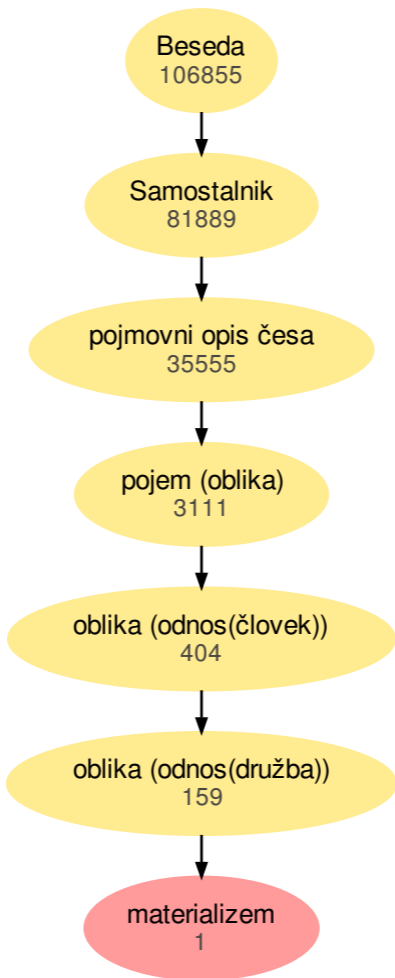 Beseda
106855
Samostalnik
81889
pojmovni opis česa
35555
pojem (oblika)
3111
oblika (odnos(človek))
404
oblika (odnos(družba))
159
materializem
1